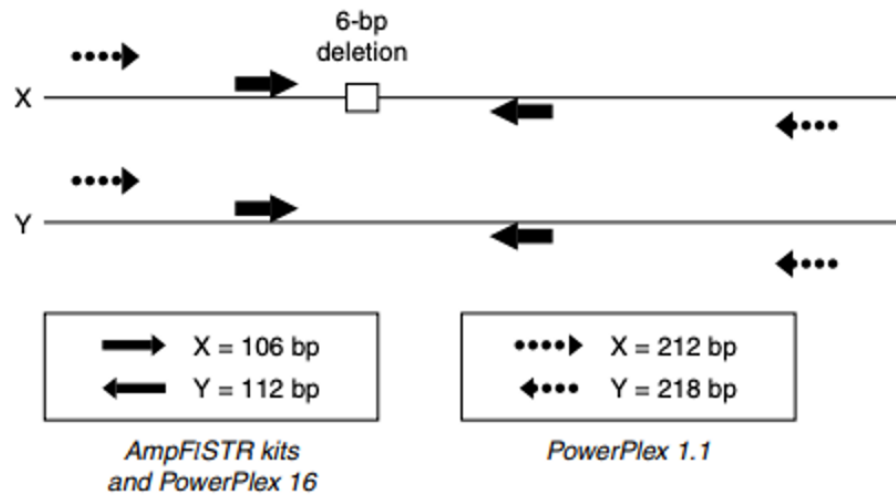 6-bp
deletion
X
Y
X = 106 bp
Y = 112 bp
X = 212 bp
Y = 218 bp
AmpFlSTR kits
and PowerPlex 16
PowerPlex 1.1